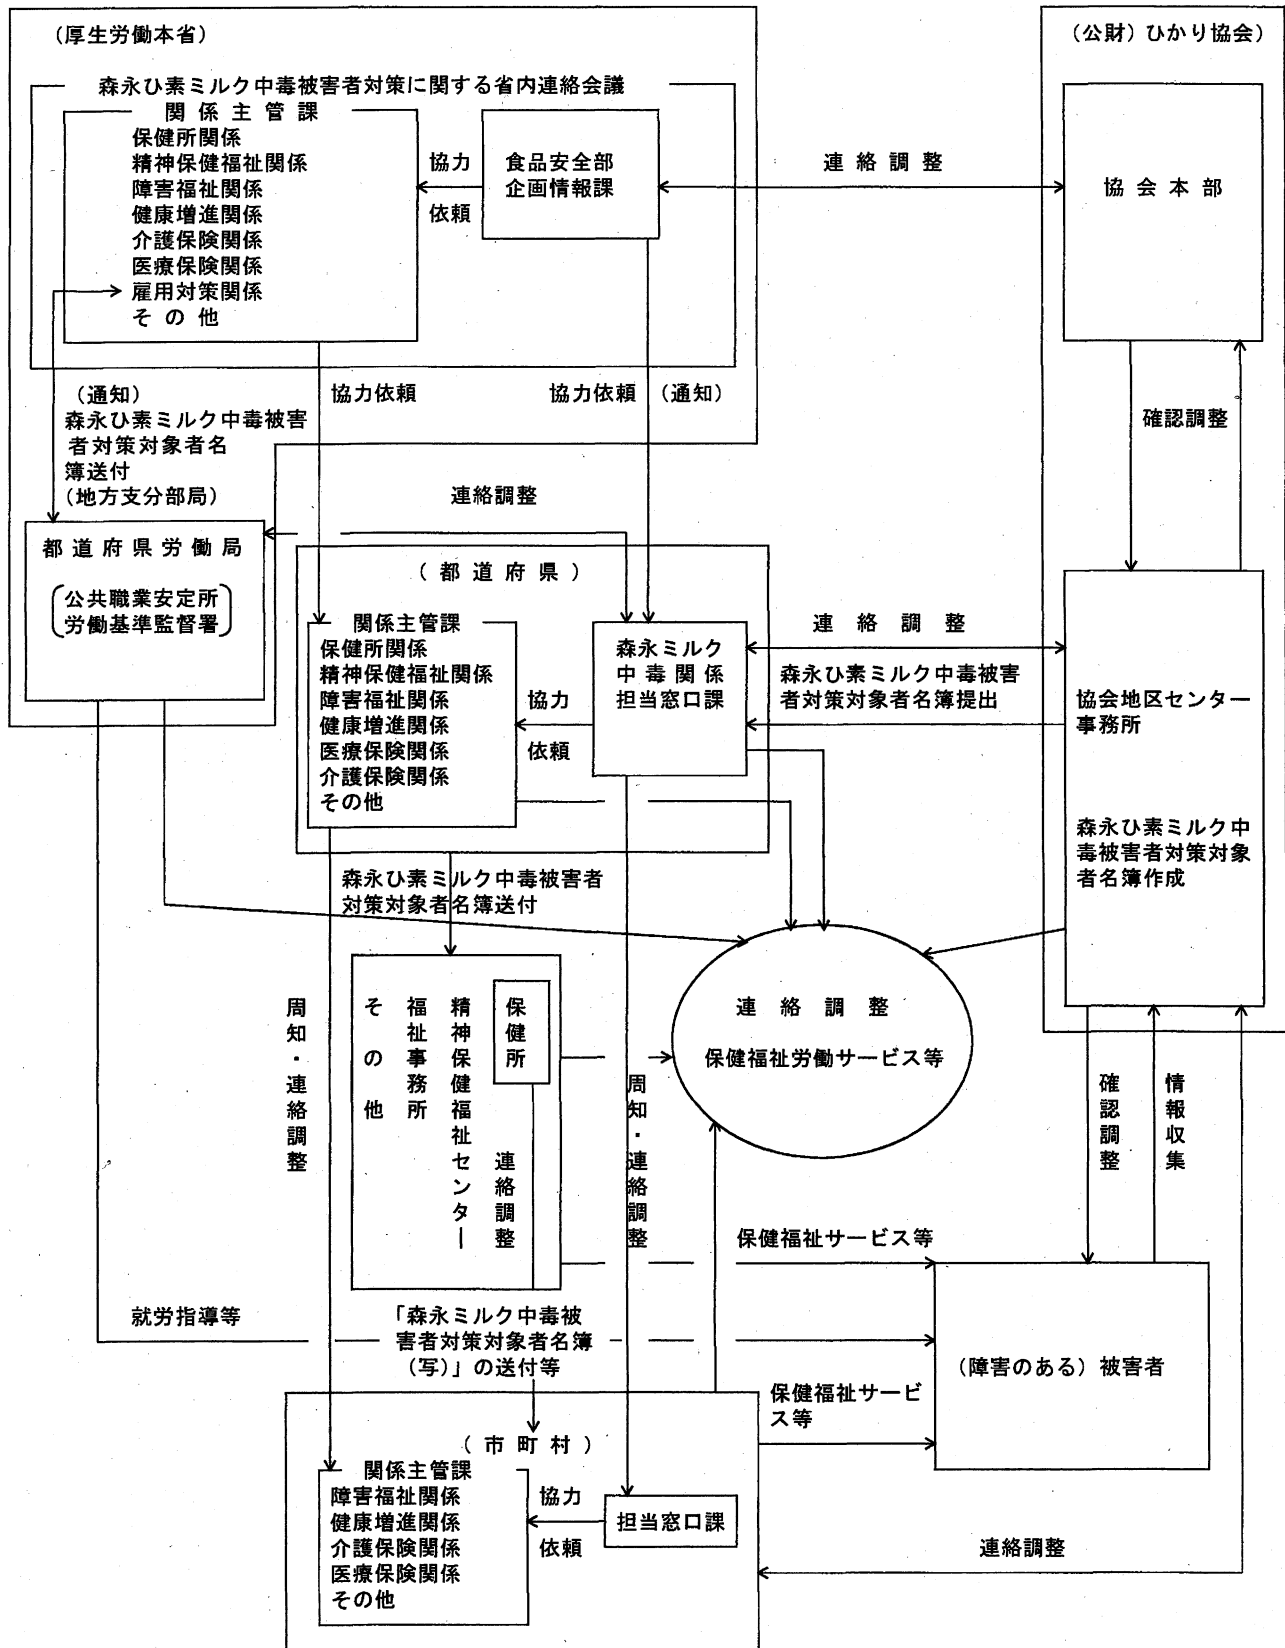 (厚生労働本省)
森永ひ素ミルク中毒被害者対策に関する省内連絡会議
関係主管課
保健所関係
精神保健福祉関係
障害福祉関係
健康増進関係
介護保険関係
医療保険関係
雇用対策関係
その他
協力
依頼
食品安全部
企画情報課
連絡調整
(公財)ひかり協会)
協会本部
(通知)
森永ひ素ミルク中毒被害
者対策対象者名
簿送付
(地方支分部局)
協力依頼
協力依頼(通知)
確認調整
連絡調整
都道府県労働局
公共職業安定所
労働基準監督署
(都道府県)
関係主管課
保健所関係
精神保健福祉関係
障害福祉関係
健康増進関係
医療保険関係
介護保険関係
その他
協力
依頼
森永ミルク
中毒関係
担当窓口課
連絡調整
森永ひ素ミルク中毒被害
者対策対象者名簿提出
協会地区センター
事務所
森永ひ素ミルク中
毒被害者対策対象
者名簿作成
森永ひ素ミルク中毒被害者
対策対象者名簿送付
周知・連絡調整
保健所
精神保健福祉センター
福祉事務所
その他
連絡調整
周知・連絡調整
連絡調整
保健福祉労働サービス等
確認調整
情報収集
保健福祉サービス等
就労指導等
「森永ミルク中毒被
害者対策対象者名簿
(写)」の送付等
(障害のある)被害者
保健福祉サービ
ス等
(市町村)
関係主管課
障害福祉関係
健康増進関係
介護保険関係
医療保険関係
その他
協力
依頼
担当窓口課
連絡調整